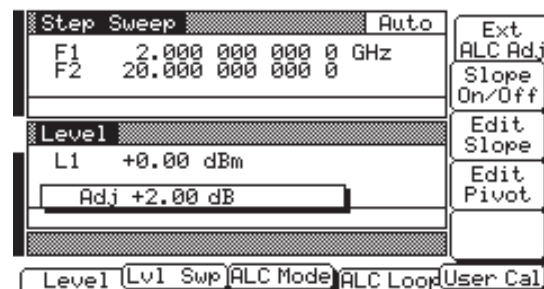 Step Sweep Auto
F1 2.000 000 000 0 GHz
F2 20.000 000 000 0
Level
L1 +0.00 dBm
Adj +2.00 dB
Ext
ALC Adj
Slope
On/Off
Edit
Slope
Edit
Pivot
Level Lvl Swp ALC Mode ALC Loop User Cal